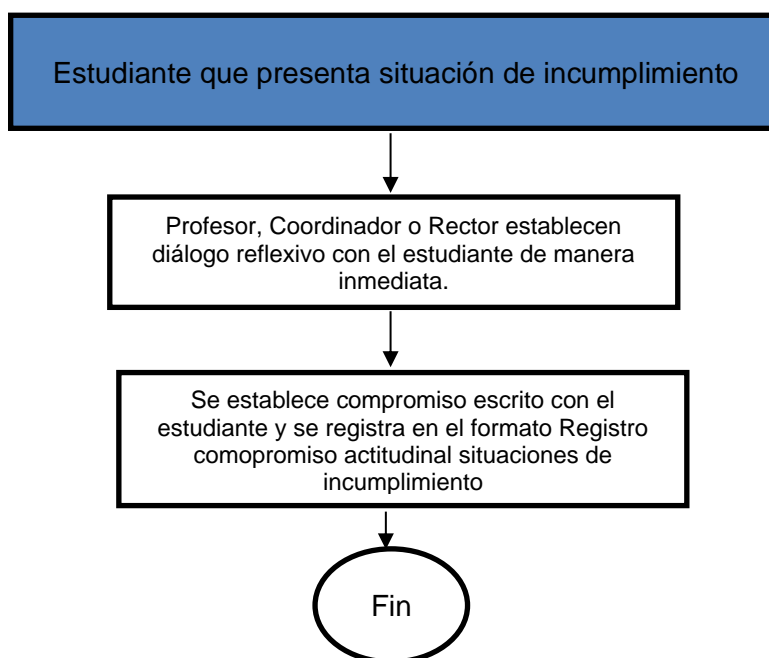 Estudiante que presenta situación de incumplimiento
Profesor, Coordinador o Rector establecen
diálogo reflexivo con el estudiante de manera
inmediata.
Se establece compromiso escrito con el
estudiante y se registra en el formato Registro
comopromiso actitudinal situaciones de
incumplimiento
Fin